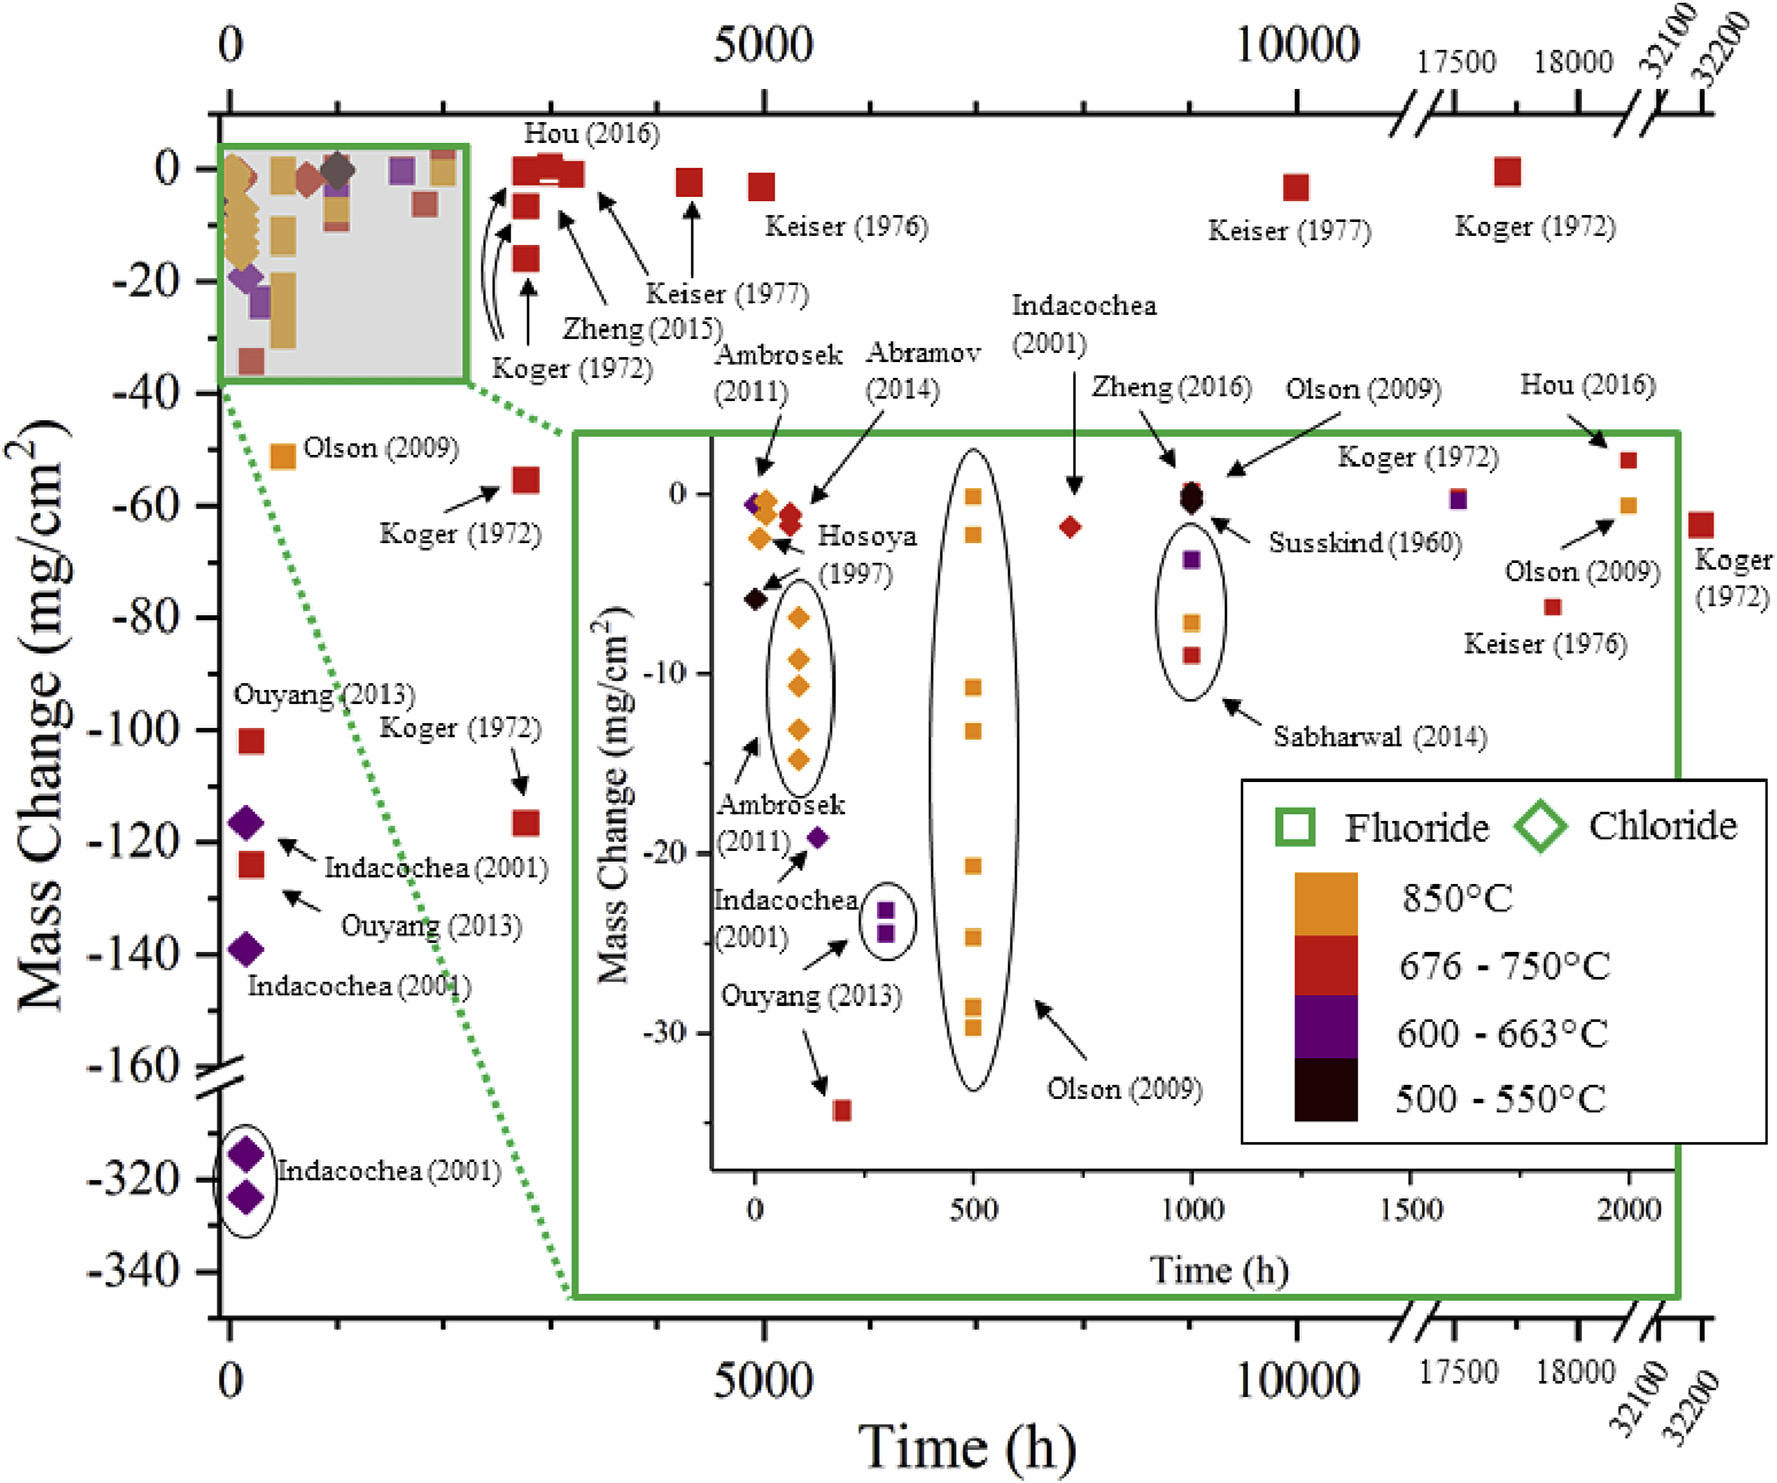 0
5000
10000
17500
18000
32100
32200
Hou (2016)
0
-20
-40
-60
-80
-100
-120
-140
-160
-320
-340
Mass Change (mg/cm²)
Keiser (1976)
Keiser (1977)
Koger (1972)
Keiser (1977)
Zheng (2015)
Koger (1972)
Olson (2009)
Koger (1972)
Ouyang (2013)
Koger (1972)
Indacochea (2001)
Ouyang (2013)
Indacochea (2001)
Indacochea (2001)
Ambrosek
(2011)
Abramov
(2014)
Indacochea
(2001)
Zheng (2016)
Olson (2009)
Hou (2016)
Koger (1972)
Hosoya
(1997)
Susskind (1960)
Olson (2009)
Koger
(1972)
Keiser (1976)
Sabharwal (2014)
Ambrosek
(2011)
Indacochea
(2001)
Ouyang (2013)
Olson (2009)
0
-10
-20
-30
Mass Change (mg/cm²)
Fluoride
Chloride
850°C
676 - 750°C
600 - 663°C
500 - 550°C
0
500
1000
1500
2000
Time (h)
0
5000
10000
17500
18000
32100
32200
Time (h)